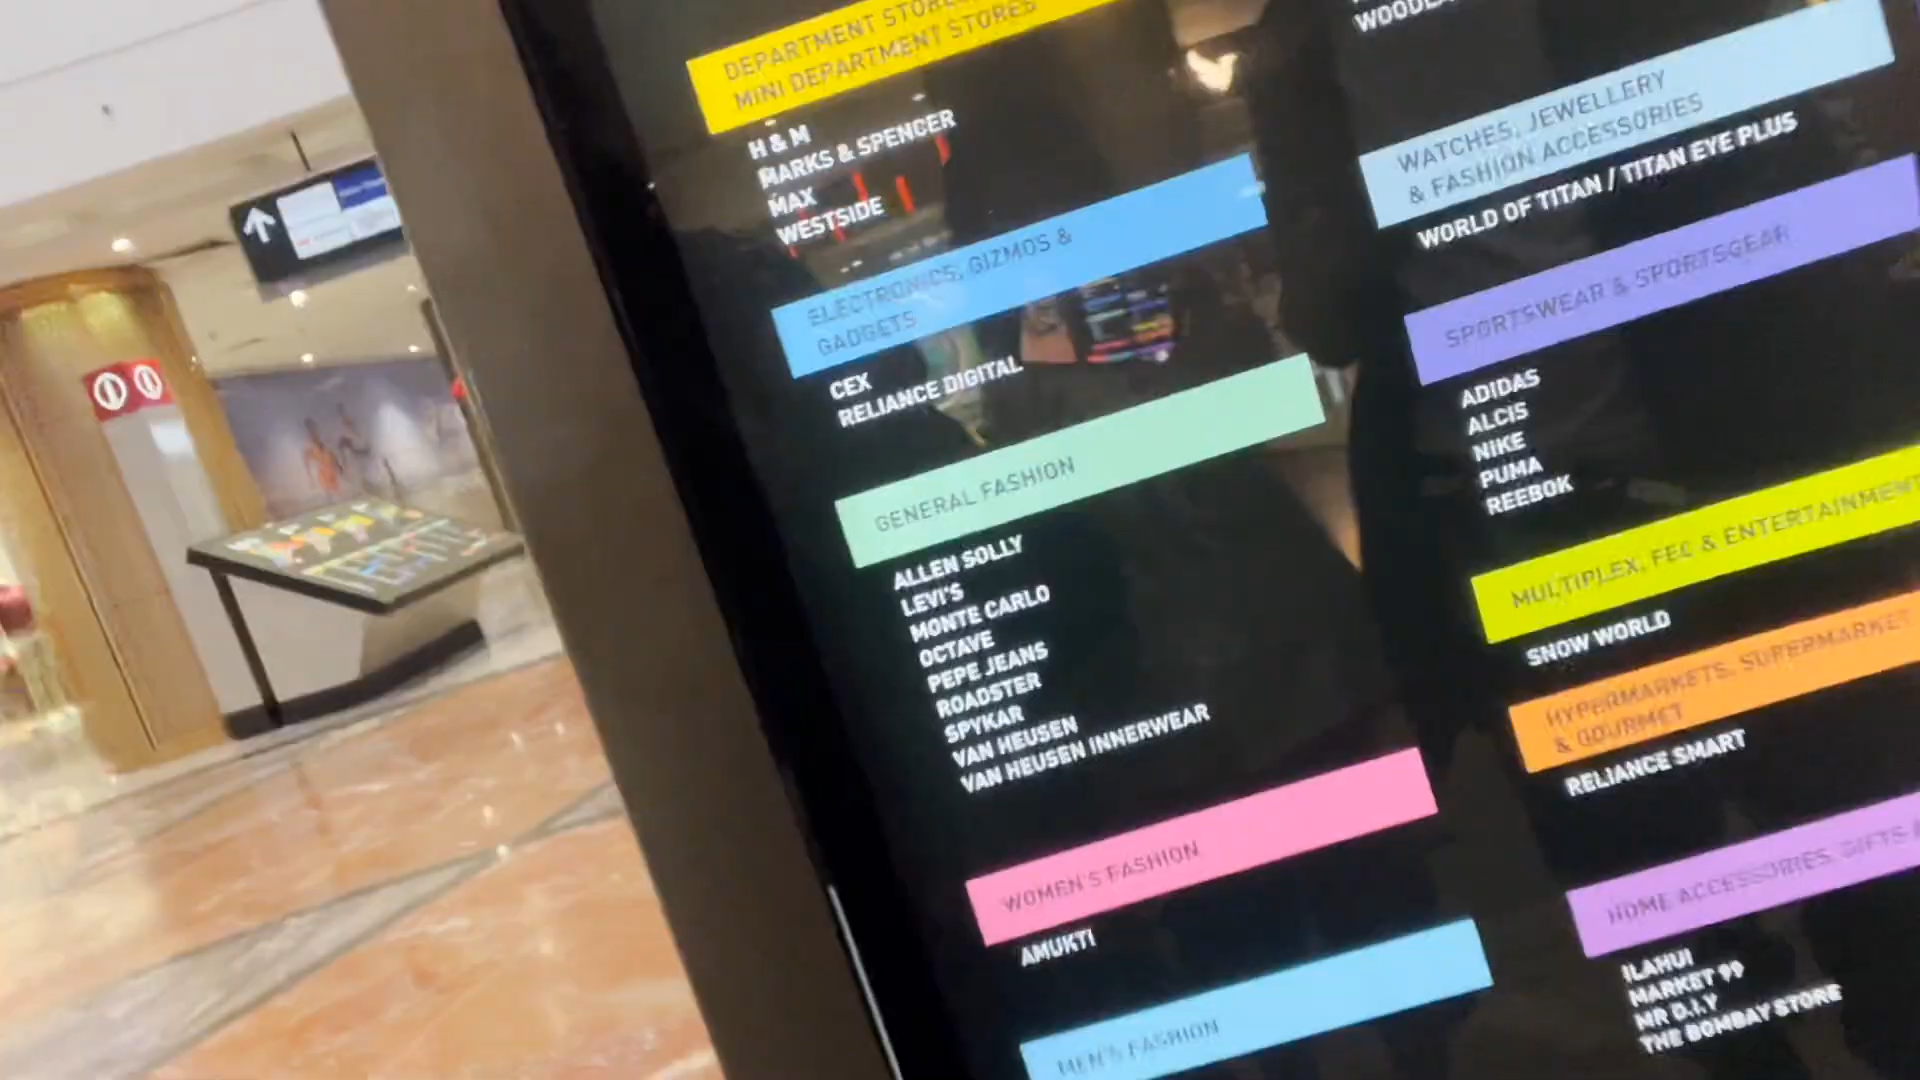 DEPARTMENT STORES
MINI DEPARTMENT STORES
H & M
MARKS & SPENCER
MAX
WESTSIDE
ELECTRONICS, GIZMOS &
GADGETS
CEX
RELIANCE DIGITAL
GENERAL FASHION
ALLEN SOLLY
LEVI'S
MONTE CARLO
OCTAVE
PEPE JEANS
ROADSTER
SPYKAR
VAN HEUSEN
VAN HEUSEN INNERWEAR
WOMEN'S FASHION
AMUKTI
MEN'S FASHION
WATCHES, JEWELLERY
& FASHION ACCESSORIES
WORLD OF TITAN / TITAN EYE PLUS
SPORTSWEAR & SPORTSGEAR
ADIDAS
ALCIS
NIKE
PUMA
REEBOK
MULTIPLEX, FEC & ENTERTAINMENT
SNOW WORLD
HYPERMARKETS, SUPERMARKET
& GOURMET
RELIANCE SMART
HOME ACCESSORIES, GIFTS
ILAHUI
MARKET 99
MR D.I.Y
THE BOMBAY STORE